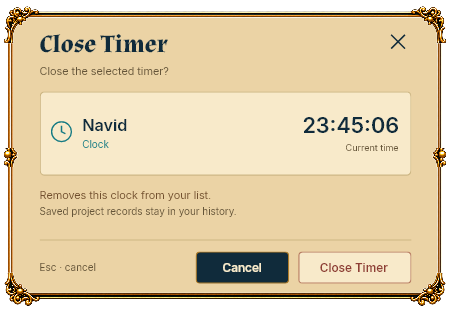 Close Timer
Close the selected timer?
Navid
Clock
23:45:06
Current time
Removes this clock from your list.
Saved project records stay in your history.
Esc · cancel
Cancel
Close Timer